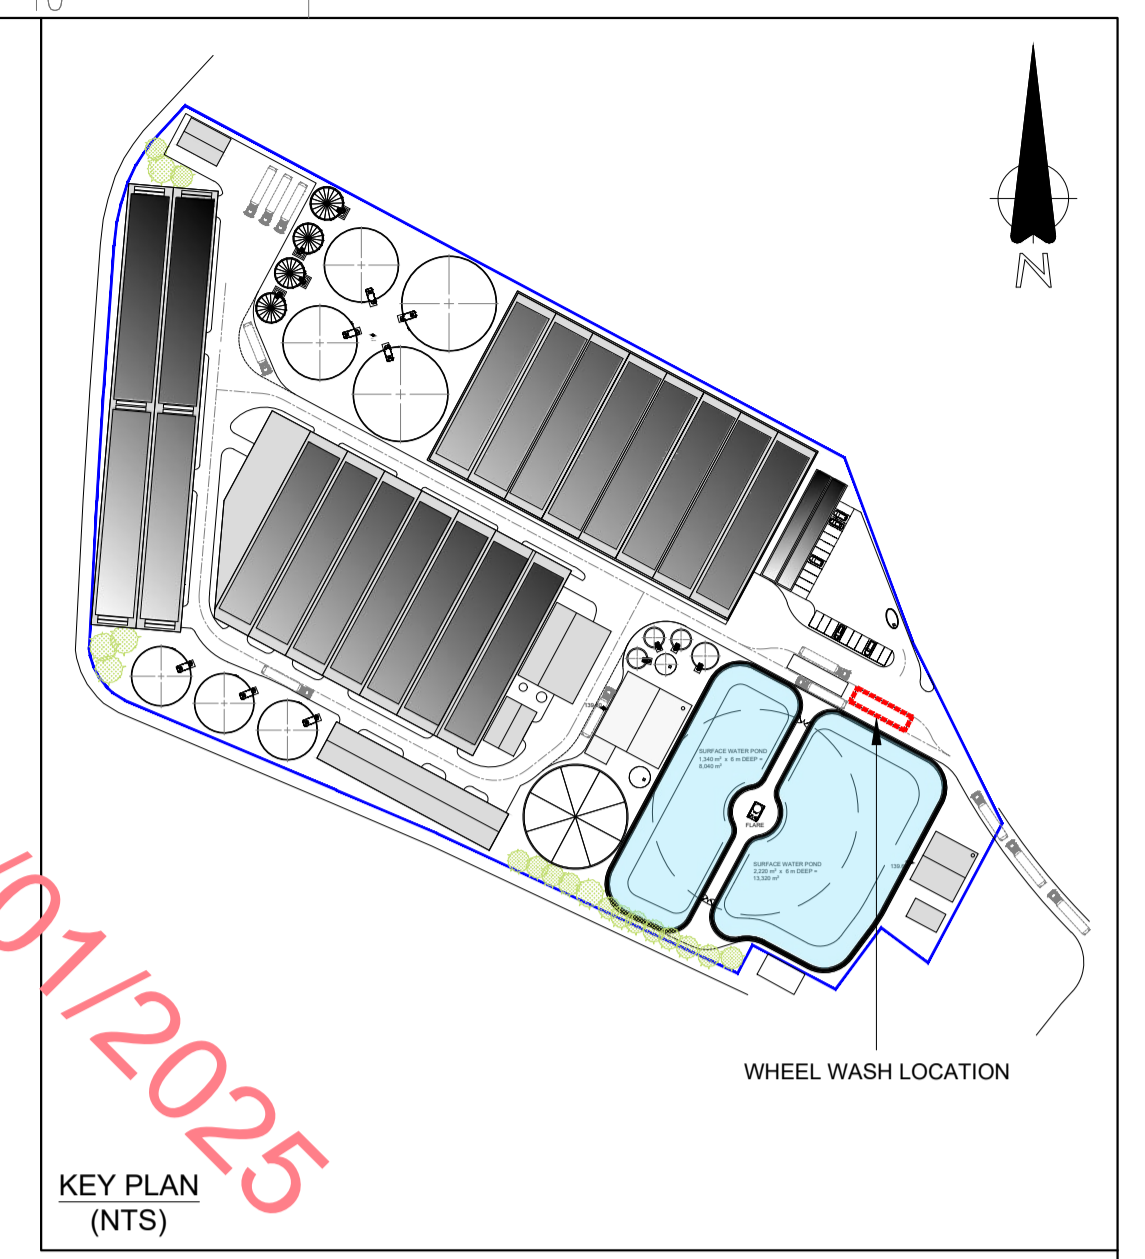 N
SURFACE WATER POND
1,340 m² x 6 m DEEP =
8,040 m³
FLARE
SURFACE WATER POND
2,220 m² x 6 m DEEP =
13,320 m³
WHEEL WASH LOCATION
KEY PLAN
(NTS)
/01/2025